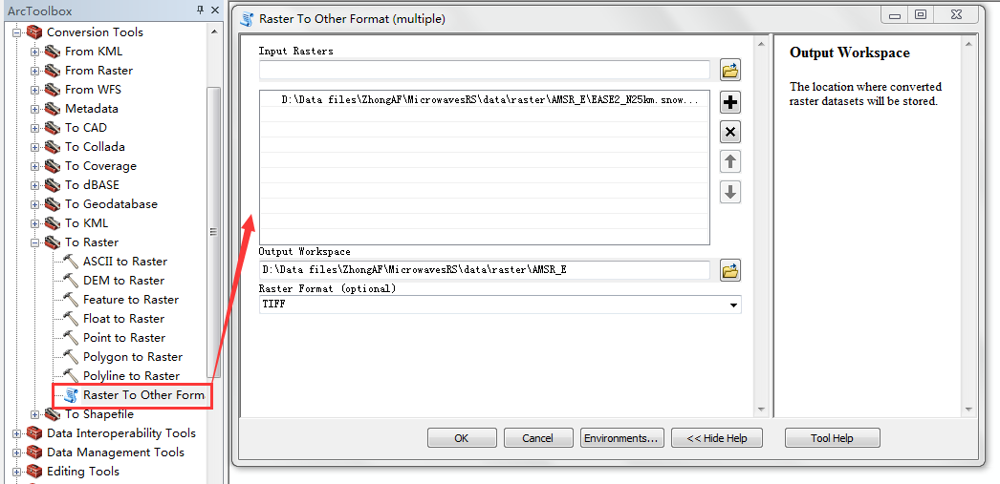 ArcToolbox
Conversion Tools
From KML
From Raster
From WFS
Metadata
To CAD
To Collada
To Coverage
To dBASE
To Geodatabase
To KML
To Raster
ASCII to Raster
DEM to Raster
Feature to Raster
Float to Raster
Point to Raster
Polygon to Raster
Polyline to Raster
Raster To Other Form
To Shapefile
Data Interoperability Tools
Data Management Tools
Editing Tools
Raster To Other Format (multiple)
Input Rasters
D:\Data files\ZhongAF\MicrowavesRS\data\raster\AMSR_E\EASE2_N25km.snow...
Output Workspace
D:\Data files\ZhongAF\MicrowavesRS\data\raster\AMSR_E
Raster Format (optional)
TIFF
OK
Cancel
Environments...
<< Hide Help
Output Workspace
The location where converted
raster datasets will be stored.
Tool Help